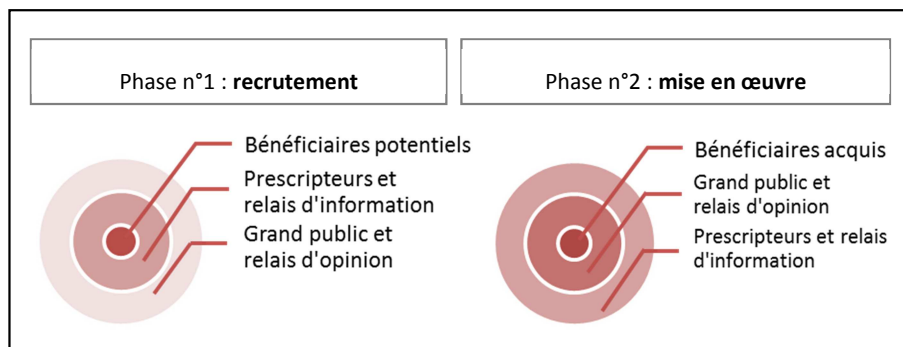 Phase n°1 : recrutement
Bénéficiaires potentiels
Prescripteurs et
relais d'information
Grand public et
relais d'opinion
Phase n°2 : mise en œuvre
Bénéficiaires acquis
Grand public et
relais d'opinion
Prescripteurs et relais
d'information